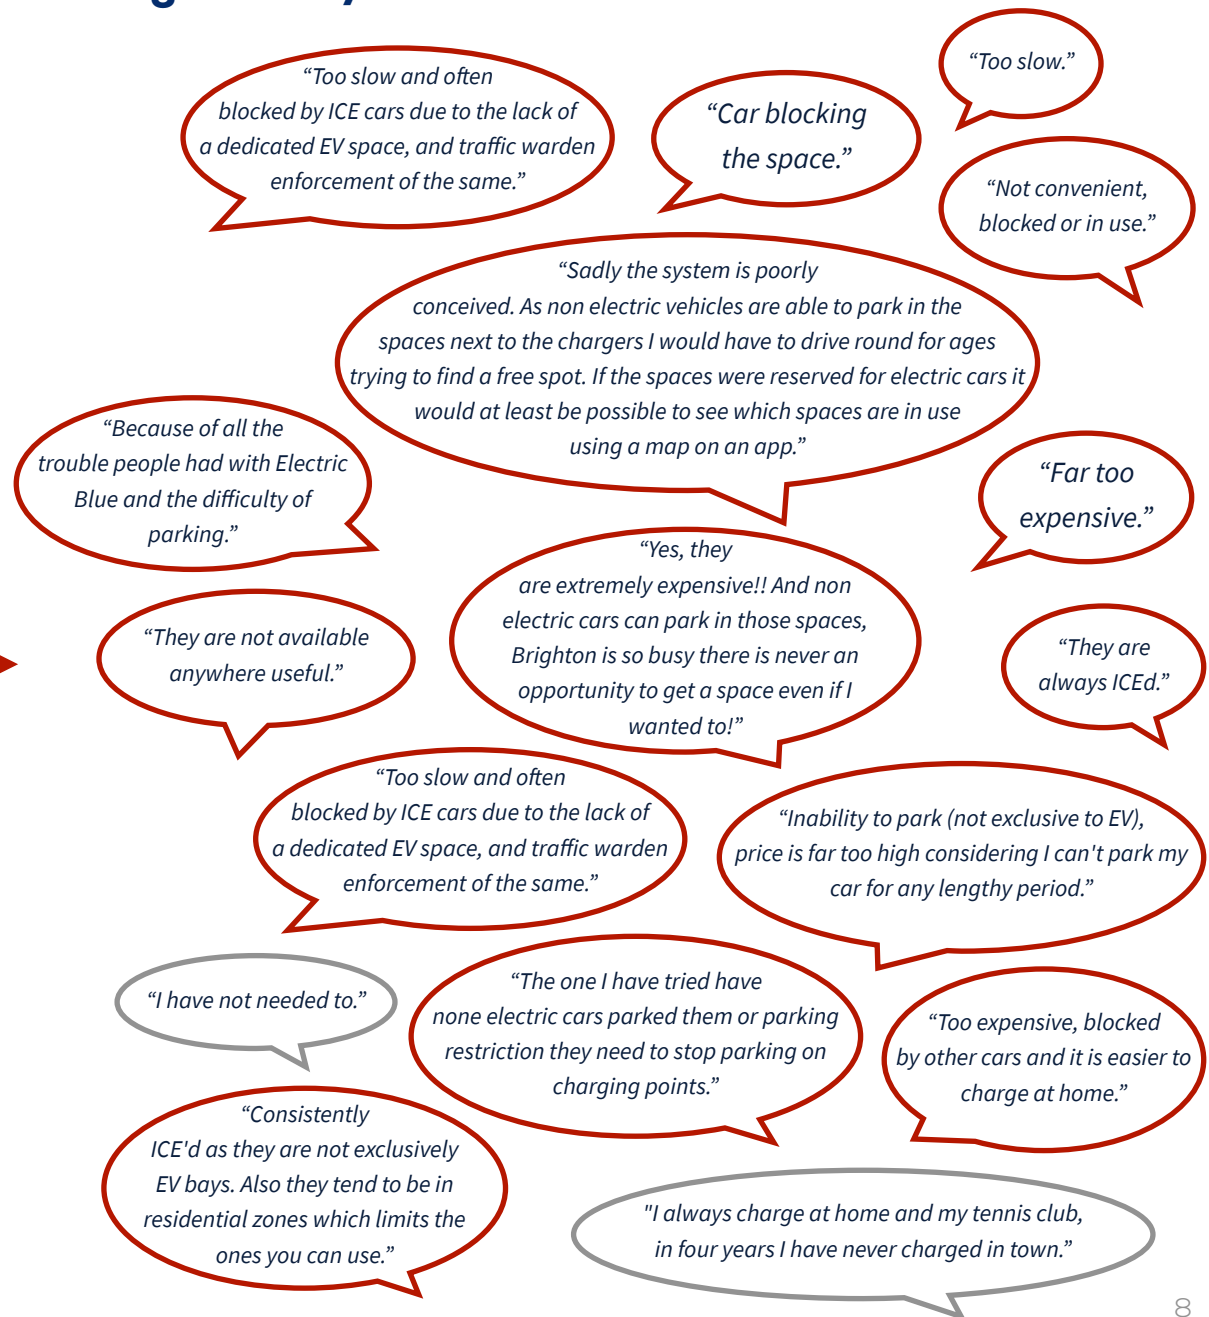 “Too slow.”
“Too slow and often
blocked by ICE cars due to the lack of
a dedicated EV space, and traffic warden
enforcement of the same.”
“Car blocking
the space.”
“Not convenient,
blocked or in use.”
“Sadly the system is poorly
conceived. As non electric vehicles are able to park in the
spaces next to the chargers I would have to drive round for ages
trying to find a free spot. If the spaces were reserved for electric cars it
would at least be possible to see which spaces are in use
using a map on an app.”
“Because of all the
trouble people had with Electric
Blue and the difficulty of
parking.”
“Far too
expensive.”
“Yes, they
are extremely expensive!! And non
electric cars can park in those spaces,
Brighton is so busy there is never an
opportunity to get a space even if I
wanted to!”
“They are not available
anywhere useful.”
“They are
always ICEd.”
“Too slow and often
blocked by ICE cars due to the lack of
a dedicated EV space, and traffic warden
enforcement of the same.”
“Inability to park (not exclusive to EV),
price is far too high considering I can't park my
car for any lengthy period.”
“I have not needed to.”
“The one I have tried have
none electric cars parked them or parking
restriction they need to stop parking on
charging points.”
“Too expensive, blocked
by other cars and it is easier to
charge at home.”
“Consistently
ICE'd as they are not exclusively
EV bays. Also they tend to be in
residential zones which limits the
ones you can use.”
"I always charge at home and my tennis club,
in four years I have never charged in town.”
8